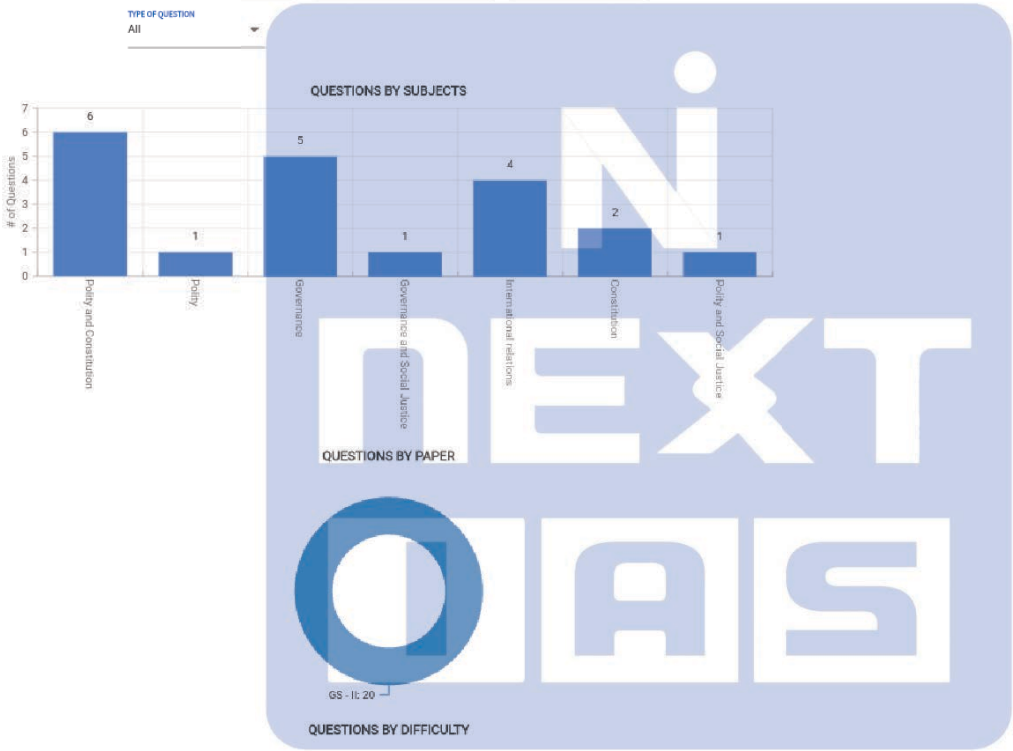 TYPE OF QUESTION
All
QUESTIONS BY SUBJECTS
# of Questions
7
6
5
4
3
2
1
0
6
1
5
1
4
2
1
Polity and Constitution
Polity
Governance
Governance and Social Justice
International relations
Constitution
Polity and Social Justice
NEXT
IAS
QUESTIONS BY PAPER
GS - II: 20
QUESTIONS BY DIFFICULTY